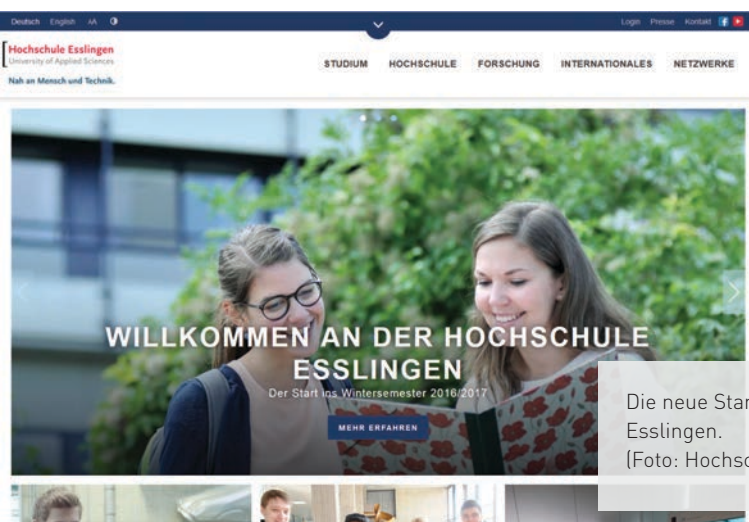 Deutsch English AA
Login Presse Kontakt
Hochschule Esslingen
University of Applied Sciences
Nah an Mensch und Technik.
STUDIUM HOCHSCHULE FORSCHUNG INTERNATIONALES NETZWERKE
WILLKOMMEN AN DER HOCHSCHULE
ESSLINGEN
Der Start ins Wintersemester 2016/2017
MEHR ERFAHREN
Die neue
Esslingen.
(Foto: